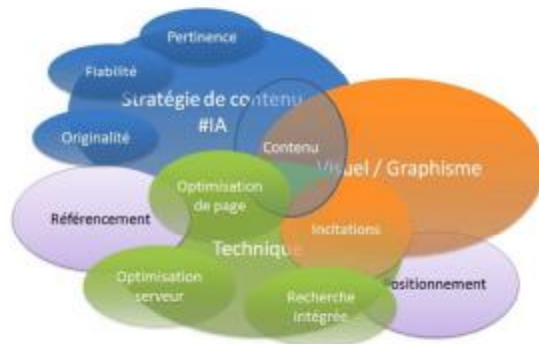 Pertinence
Fiabilité
Stratégie de contenu
#IA
Originalité
Contenu
Visuel / Graphisme
Optimisation
de page
Référencement
Incitations
Technique
Optimisation
serveur
Recherche
intégrée
Positionnement